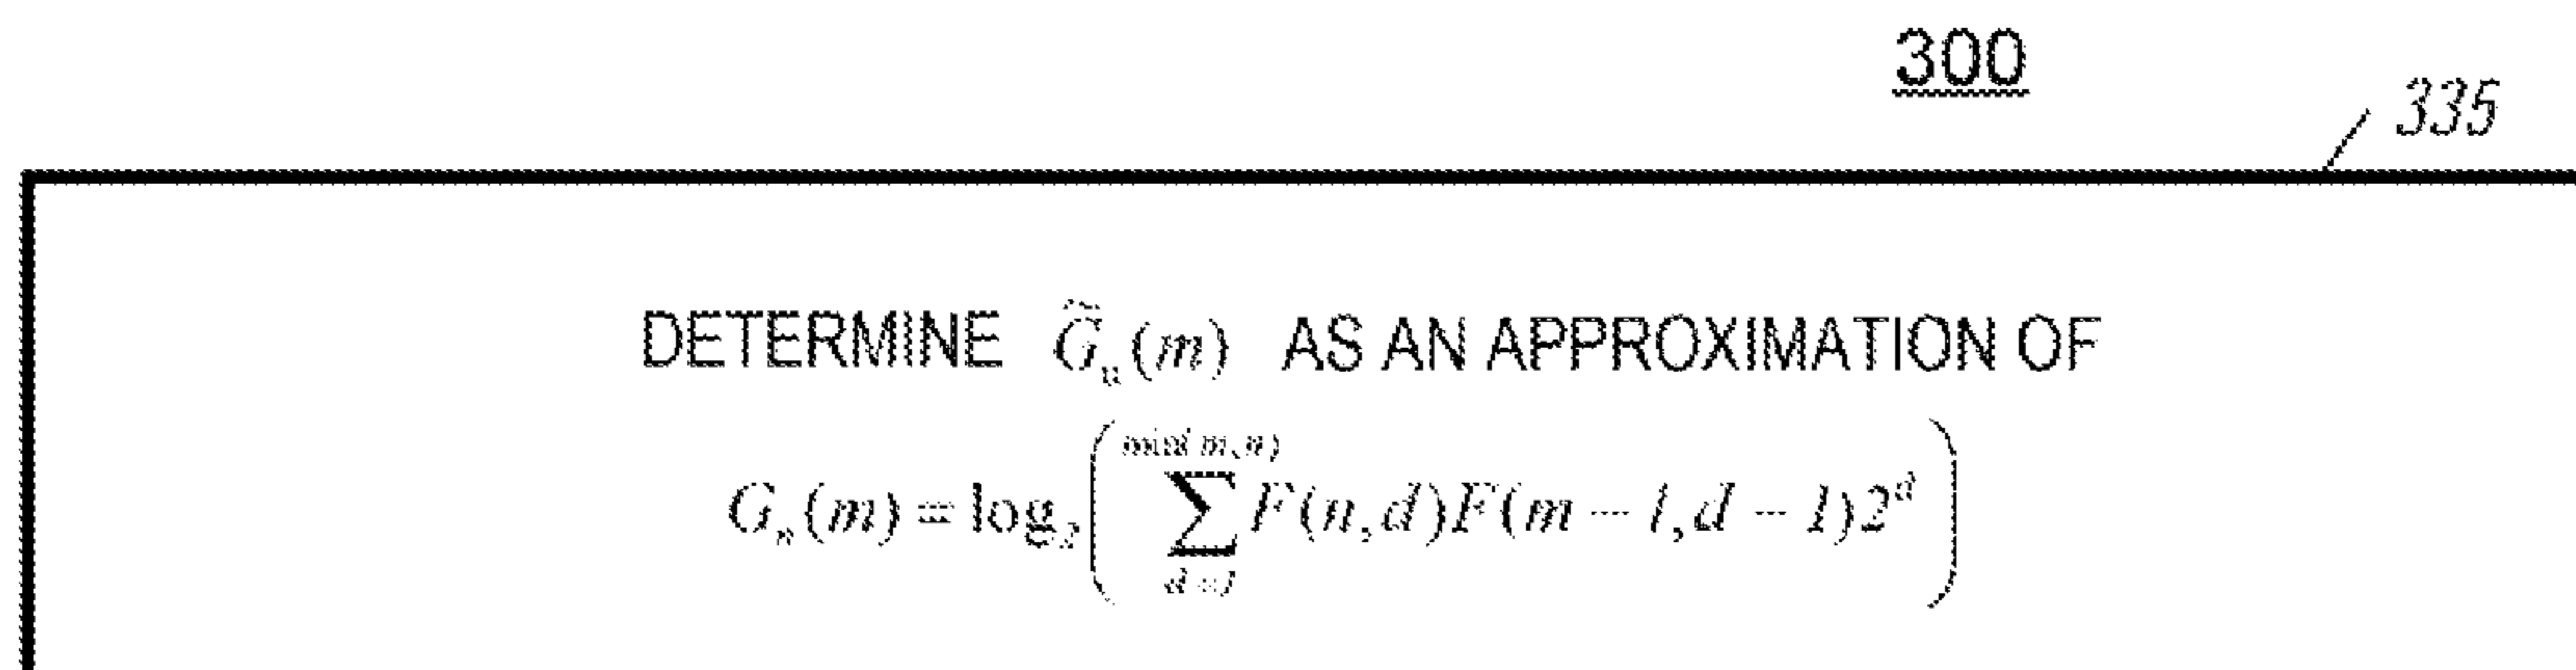 300
335
DETERMINE G̃ₙ(m) AS AN APPROXIMATION OF
Gₙ(m) = log₂( ∑_{d=1}^{min(m,n)} F(n,d)F(m-1,d-1)2^d )